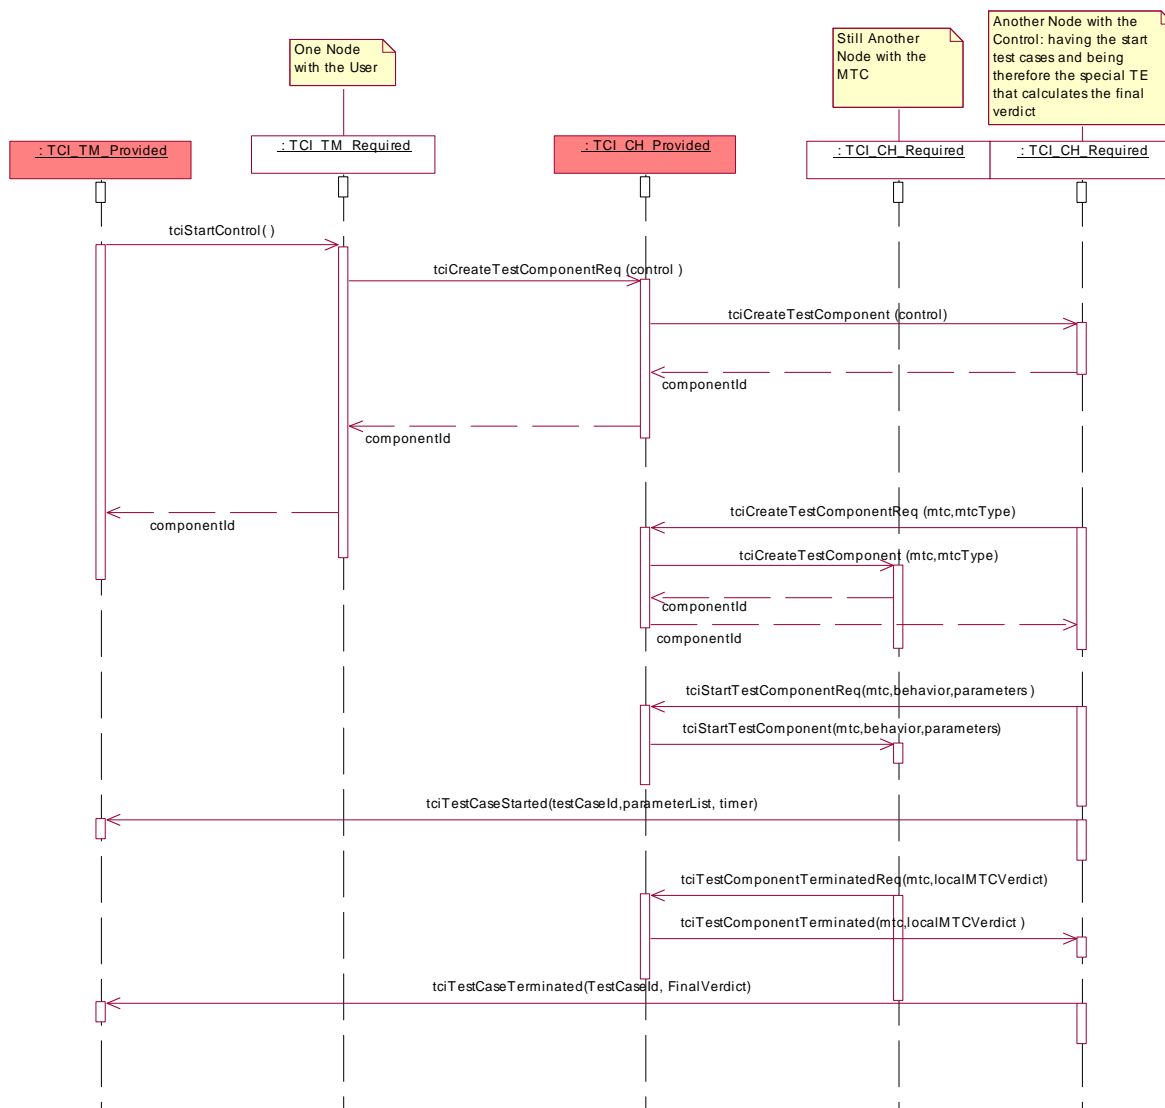 One Node
with the User
Still Another
Node with the
MTC
Another Node with the
Control: having the start
test cases and being
therefore the special TE
that calculates the final
verdict
: TCI_TM_Provided
: TCI_TM_Required
: TCI_CH_Provided
: TCI_CH_Required
: TCI_CH_Required
tciStartControl( )
tciCreateTestComponentReq (control )
tciCreateTestComponent (control)
componentId
componentId
componentId
tciCreateTestComponentReq (mtc,mtcType)
tciCreateTestComponent (mtc,mtcType)
componentId
componentId
tciStartTestComponentReq(mtc,behavior,parameters )
tciStartTestComponent(mtc,behavior,parameters)
tciTestCaseStarted(testCaseId,parameterList, timer)
tciTestComponentTerminatedReq(mtc,localMTCVerdict)
tciTestComponentTerminated(mtc,localMTCVerdict )
tciTestCaseTerminated(TestCaseId, FinalVerdict)